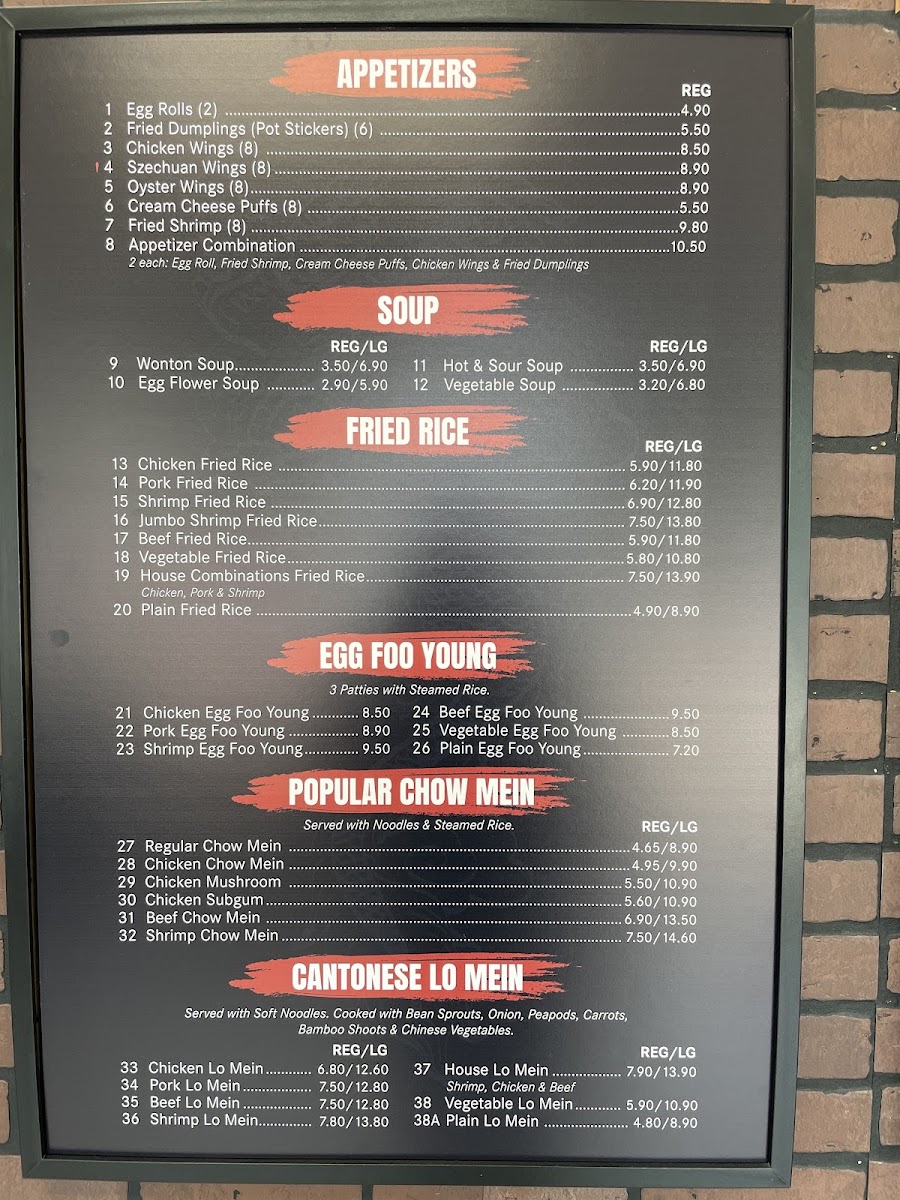 APPETIZERS
REG
1 Egg Rolls (2) 4.90
2 Fried Dumplings (Pot Stickers) (6) 5.50
3 Chicken Wings (8) 8.50
4 Szechuan Wings (8) 8.90
5 Oyster Wings (8) 8.90
6 Cream Cheese Puffs (8) 5.50
7 Fried Shrimp (8) 9.80
8 Appetizer Combination 10.50
2 each: Egg Roll, Fried Shrimp, Cream Cheese Puffs, Chicken Wings & Fried Dumplings
SOUP
REG/LG REG/LG
9 Wonton Soup 3.50/6.90 11 Hot & Sour Soup 3.50/6.90
10 Egg Flower Soup 2.90/5.90 12 Vegetable Soup 3.20/6.80
FRIED RICE
REG/LG
13 Chicken Fried Rice 5.90/11.80
14 Pork Fried Rice 6.20/11.90
15 Shrimp Fried Rice 6.90/12.80
16 Jumbo Shrimp Fried Rice 7.50/13.80
17 Beef Fried Rice 5.90/11.80
18 Vegetable Fried Rice 5.80/10.80
19 House Combinations Fried Rice 7.50/13.90
Chicken, Pork & Shrimp
20 Plain Fried Rice 4.90/8.90
EGG FOO YOUNG
3 Patties with Steamed Rice.
21 Chicken Egg Foo Young 8.50 24 Beef Egg Foo Young 9.50
22 Pork Egg Foo Young 8.90 25 Vegetable Egg Foo Young 8.50
23 Shrimp Egg Foo Young 9.50 26 Plain Egg Foo Young 7.20
POPULAR CHOW MEIN
Served with Noodles & Steamed Rice.
REG/LG
27 Regular Chow Mein 4.65/8.90
28 Chicken Chow Mein 4.95/9.90
29 Chicken Mushroom 5.50/10.90
30 Chicken Subgum 5.60/10.90
31 Beef Chow Mein 6.90/13.50
32 Shrimp Chow Mein 7.50/14.60
CANTONESE LO MEIN
Served with Soft Noodles. Cooked with Bean Sprouts, Onion, Peapods, Carrots,
Bamboo Shoots & Chinese Vegetables.
REG/LG REG/LG
33 Chicken Lo Mein 6.80/12.60 37 House Lo Mein 7.90/13.90
Shrimp, Chicken & Beef
34 Pork Lo Mein 7.50/12.80
35 Beef Lo Mein 7.50/12.80 38 Vegetable Lo Mein 5.90/10.90
36 Shrimp Lo Mein 7.80/13.80 38A Plain Lo Mein 4.80/8.90